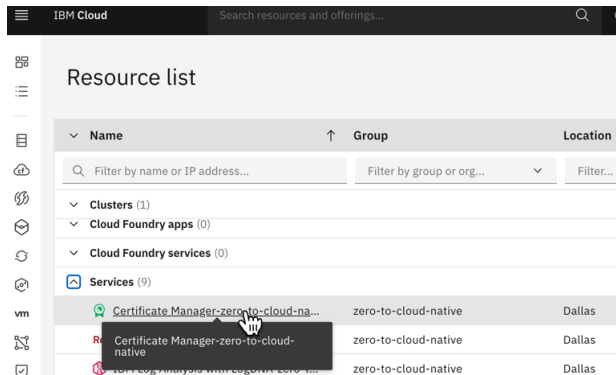 IBM Cloud Search resources and offerings...
Resource list
Name Group Location
Filter by name or IP address... Filter by group or org... Filter...
Clusters (1)
Cloud Foundry apps (0)
Cloud Foundry services (0)
Services (9)
Certificate Manager-zero-to-cloud-na... zero-to-cloud-native Dallas
Certificate Manager-zero-to-cloud-
native
zero-to-cloud-native Dallas
zero-to-cloud-native Dallas
cf
vm